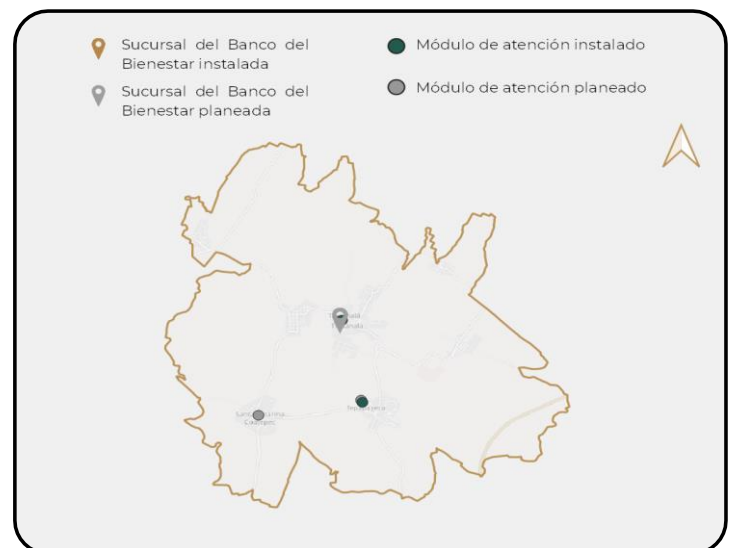 Sucursal del Banco del
Bienestar instalada
Sucursal del Banco del
Bienestar planeada
Módulo de atención instalado
Módulo de atención planeado